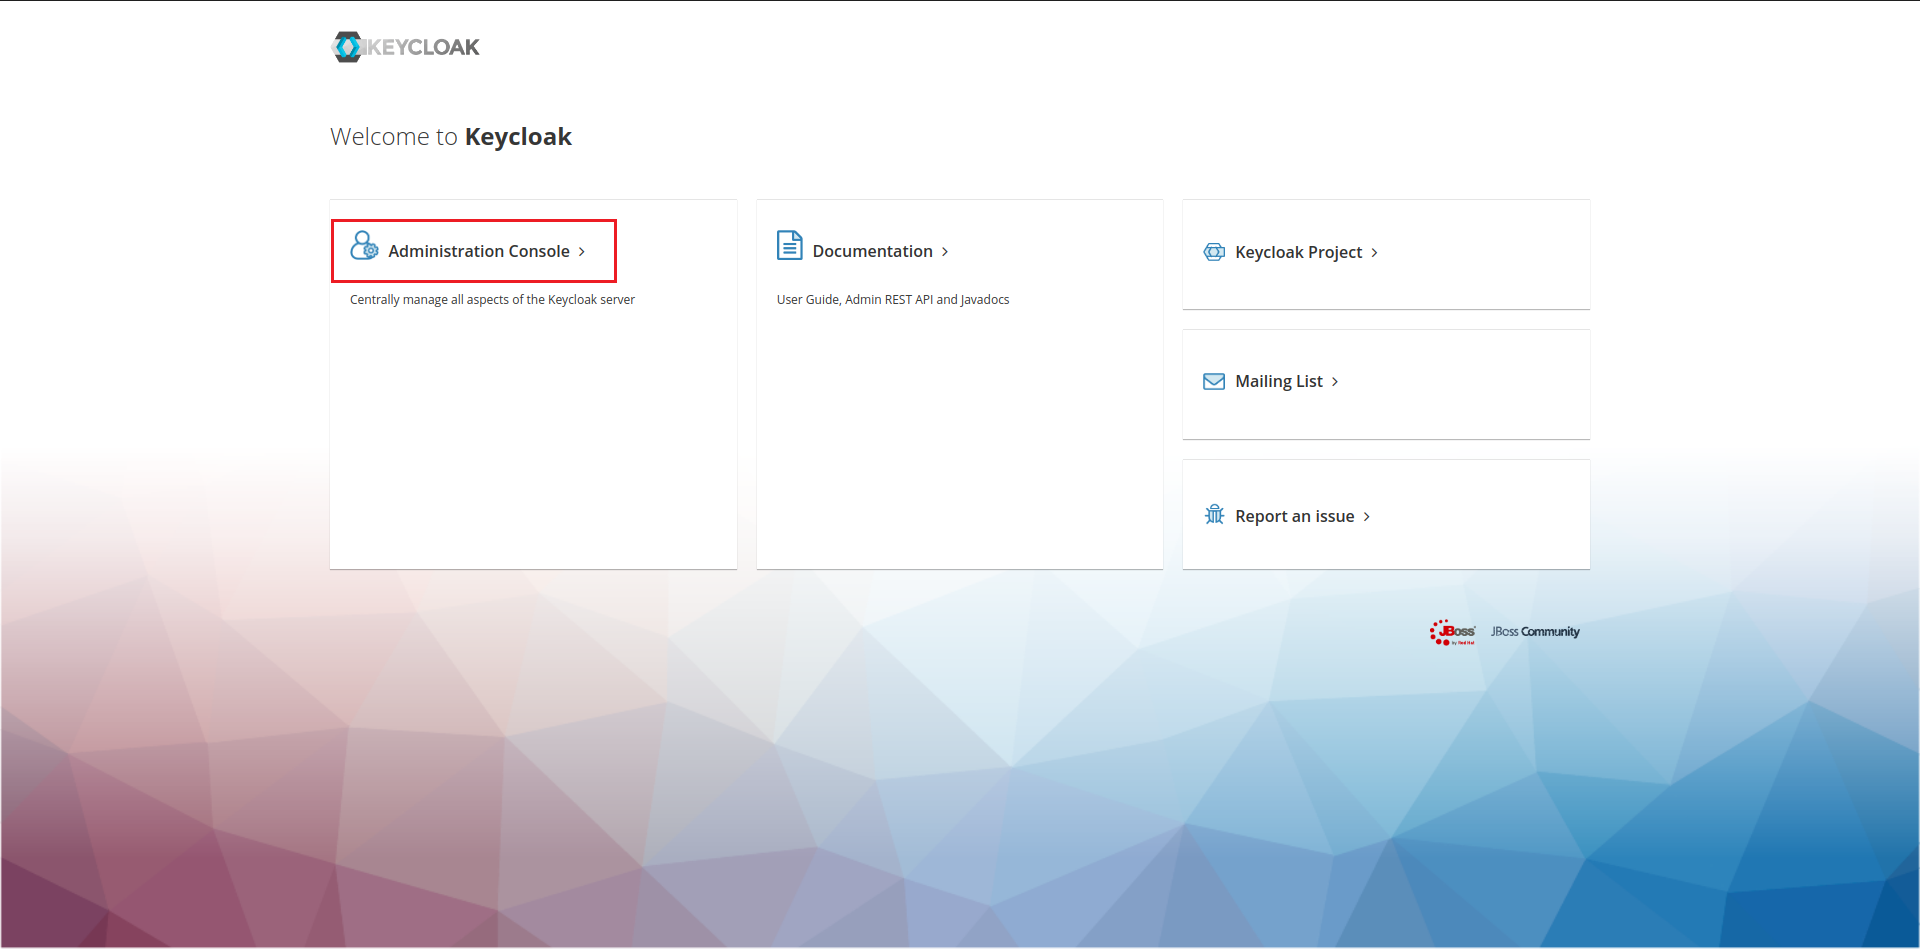 KEYCLOAK
Welcome to Keycloak
Administration Console
Centrally manage all aspects of the Keycloak server
Documentation
User Guide, Admin REST API and Javadocs
Keycloak Project
Mailing List
Report an issue
JBoss by Red Hat
JBoss Community